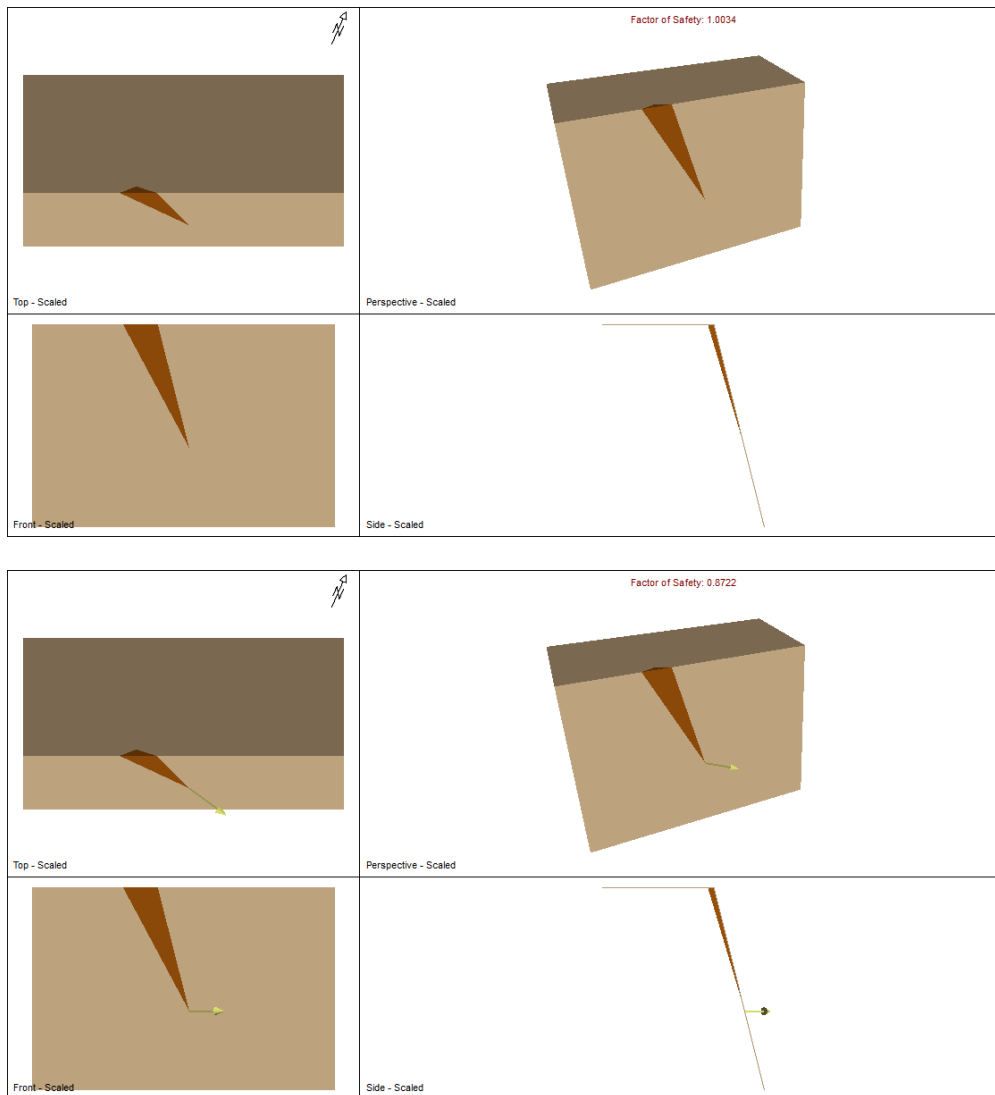 Factor of Safety: 1.0034
N
Top - Scaled
Perspective - Scaled
Front - Scaled
Side - Scaled
Factor of Safety: 0.8722
N
Top - Scaled
Perspective - Scaled
Front - Scaled
Side - Scaled